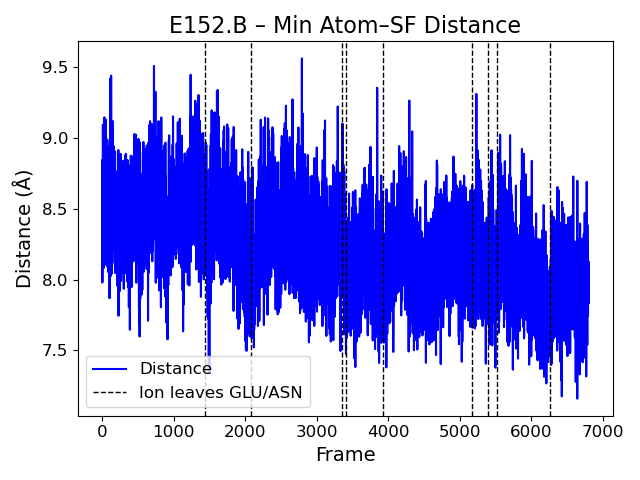 E152.B – Min Atom–SF Distance
Distance (Å)
9.5
9.0
8.5
8.0
7.5
Distance
Ion leaves GLU/ASN
0 1000 2000 3000 4000 5000 6000 7000
Frame